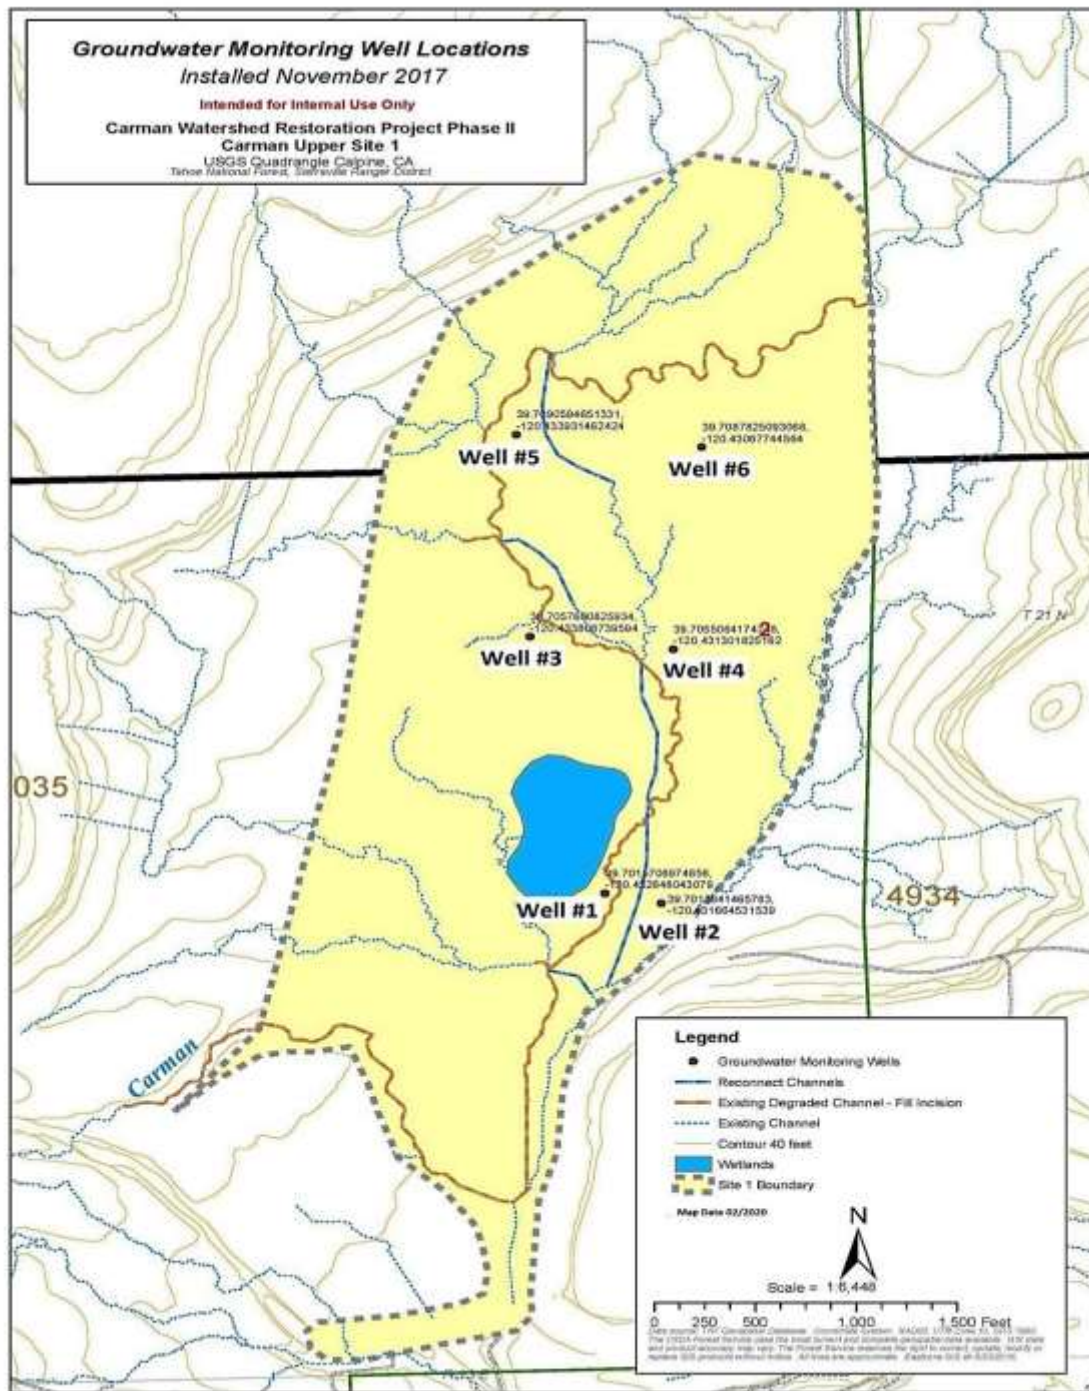 Groundwater Monitoring Well Locations
Installed November 2017
Intended for Internal Use Only
Carman Watershed Restoration Project Phase II
Carman Upper Site 1
USGS Quadrangle Calpine, CA
Tahoe National Forest, Sierraville Ranger District
Well #5
Well #6
T 21 N
2
Well #3
Well #4
035
4934
Well #1
Well #2
Carman
Legend
Groundwater Monitoring Wells
Reconnect Channels
Existing Degraded Channel - Fill Incision
Existing Channel
Contour 40 feet
Wetlands
Site 1 Boundary
Map Date 02/2020
N
Scale = 1:6,448
0 250 500 1,000 1,500 Feet